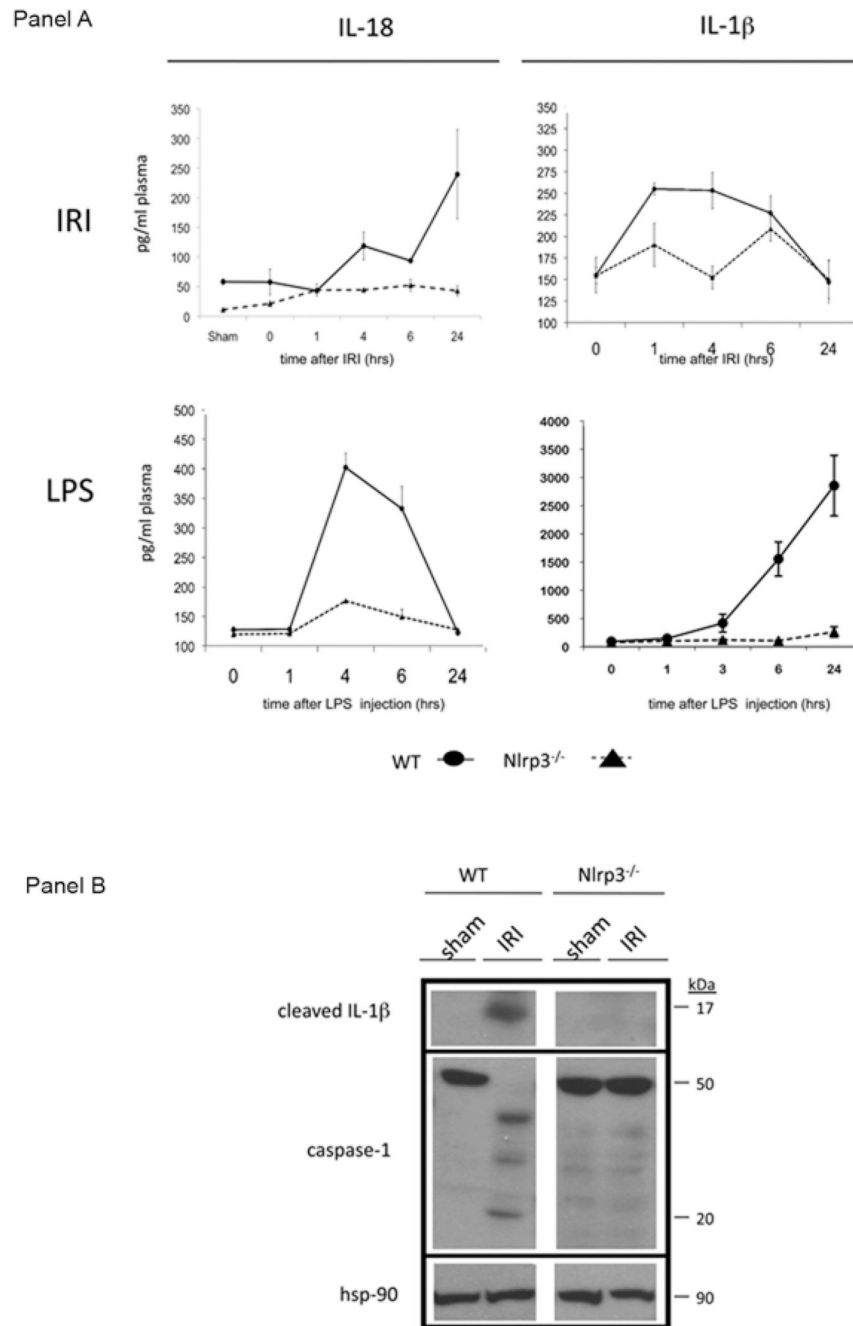 Panel A
IL-18
IL-1β
IRI
pg/ml plasma
350
300
250
200
150
100
50
0
Sham 0 1 4 6 24
time after IRI (hrs)
350
325
300
275
250
225
200
175
150
125
100
0 1 4 6 24
time after IRI (hrs)
LPS
pg/ml plasma
500
450
400
350
300
250
200
150
100
0 1 4 6 24
time after LPS injection (hrs)
4000
3500
3000
2500
2000
1500
1000
500
0
0 1 3 6 24
time after LPS injection (hrs)
WT Nlrp3-/-
Panel B
WT Nlrp3-/-
sham IRI sham IRI
kDa
cleaved IL-1β 17
50
caspase-1
20
hsp-90 90